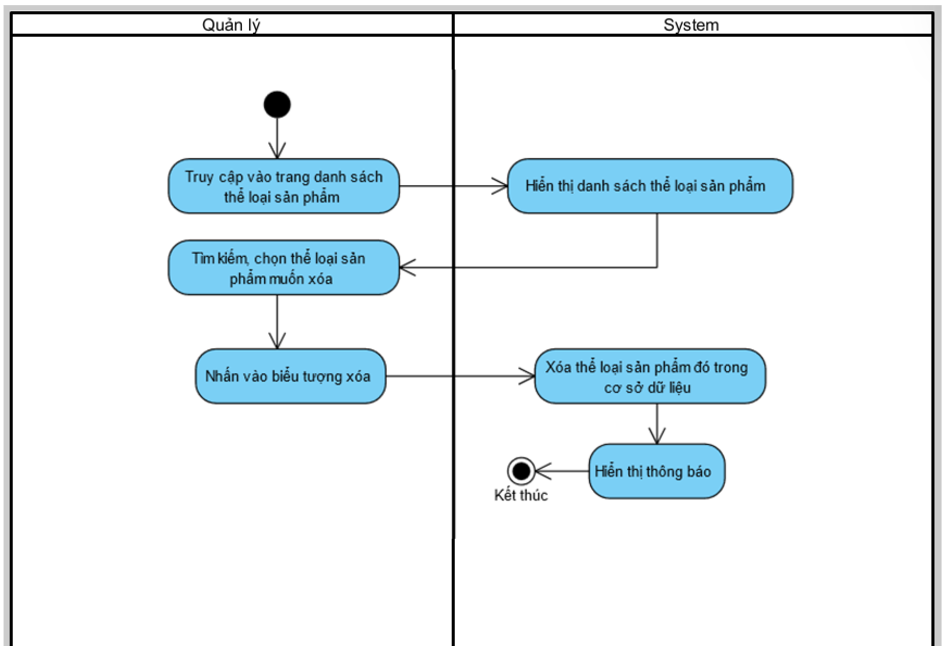 Quản lý
System
Truy cập vào trang danh sách
thể loại sản phẩm
Hiển thị danh sách thể loại sản phẩm
Tìm kiếm, chọn thể loại sản
phẩm muốn xóa
Nhấn vào biểu tượng xóa
Xóa thể loại sản phẩm đó trong
cơ sở dữ liệu
Hiển thị thông báo
Kết thúc